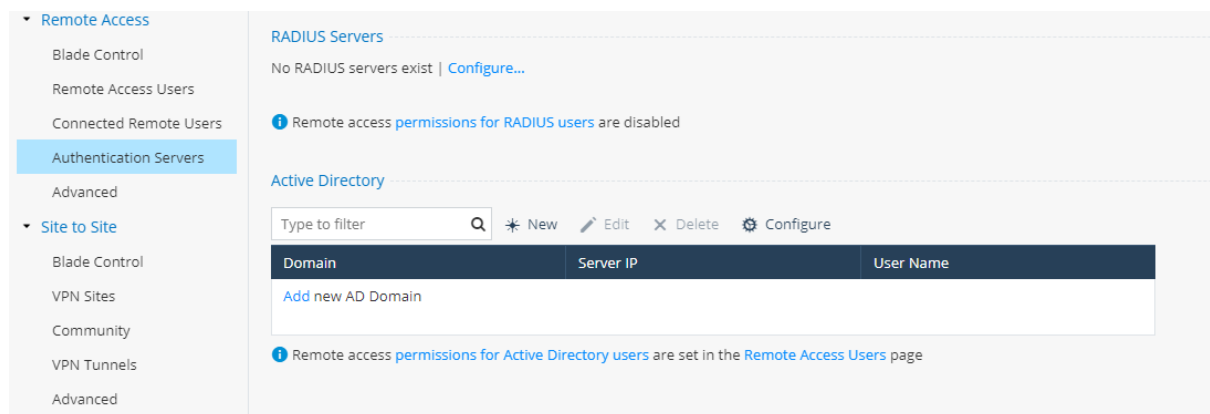 Remote Access
Blade Control
Remote Access Users
Connected Remote Users
Authentication Servers
Advanced
Site to Site
Blade Control
VPN Sites
Community
VPN Tunnels
Advanced
RADIUS Servers
No RADIUS servers exist | Configure...
Remote access permissions for RADIUS users are disabled
Active Directory
Type to filter New Edit Delete Configure
Domain Server IP User Name
Add new AD Domain
Remote access permissions for Active Directory users are set in the Remote Access Users page